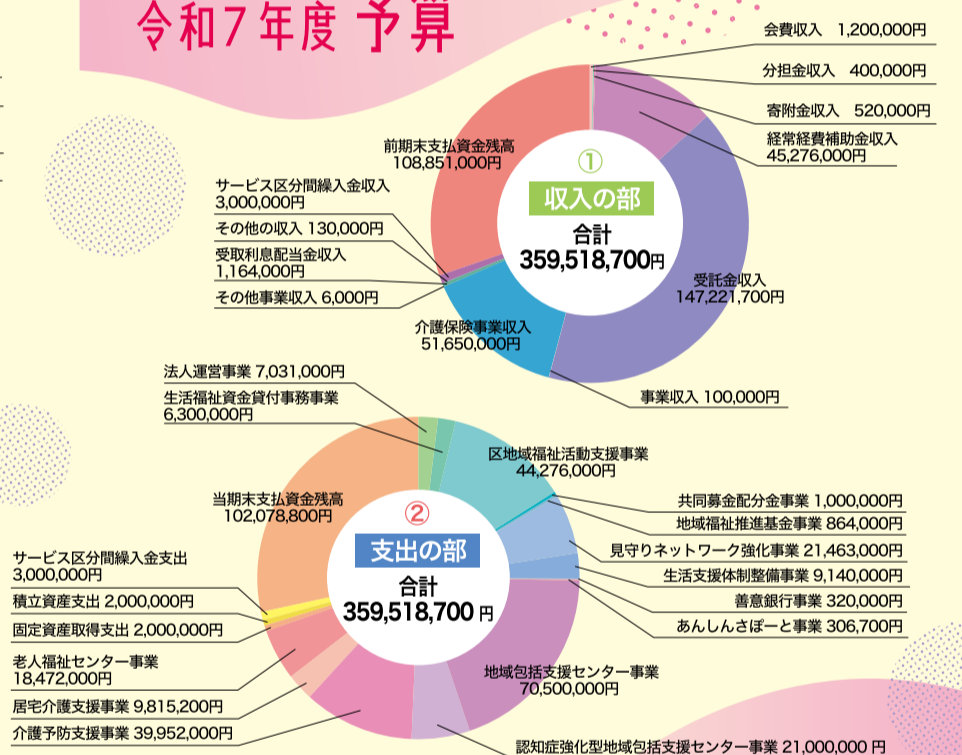 令和7年度 予算
会費収入 1,200,000円
分担金収入 400,000円
寄附金収入 520,000円
経常経費補助金収入
45,276,000円
前期末支払資金残高
108,851,000円
サービス区分間繰入金収入
3,000,000円
その他の収入 130,000円
受取利息配当金収入
1,164,000円
その他事業収入 6,000円
①
収入の部
合計
359,518,700円
受託金収入
147,221,700円
介護保険事業収入
51,650,000円
事業収入 100,000円
法人運営事業 7,031,000円
生活福祉資金貸付事務事業
6,300,000円
区地域福祉活動支援事業
44,276,000円
共同募金配分金事業 1,000,000円
地域福祉推進基金事業 864,000円
見守りネットワーク強化事業 21,463,000円
生活支援体制整備事業 9,140,000円
善意銀行事業 320,000円
あんしんさぽーと事業 306,700円
当期末支払資金残高
102,078,800円
②
支出の部
合計
359,518,700 円
サービス区分間繰入金支出
3,000,000円
積立資産支出 2,000,000円
固定資産取得支出 2,000,000円
老人福祉センター事業
18,472,000円
居宅介護支援事業 9,815,200円
介護予防支援事業 39,952,000円
地域包括支援センター事業
70,500,000円
認知症強化型地域包括支援センター事業 21,000,000 円